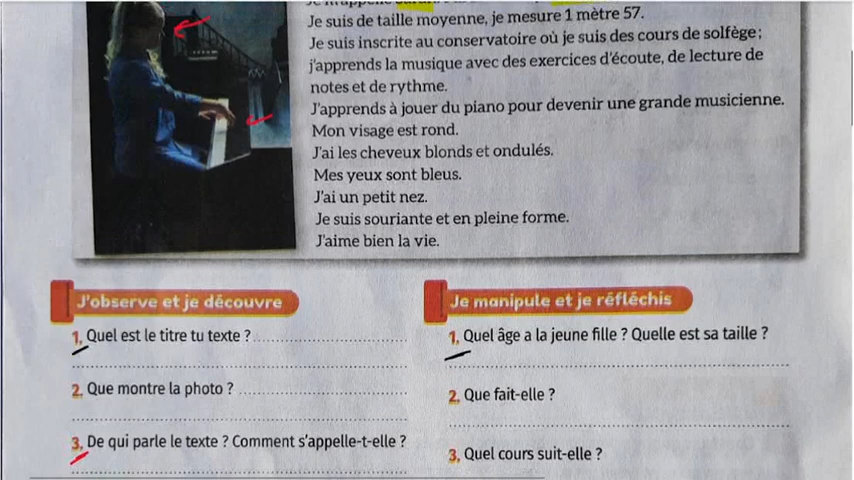 Je suis de taille moyenne, je mesure 1 mètre 57.
Je suis inscrite au conservatoire où je suis des cours de solfège;
j'apprends la musique avec des exercices d'écoute, de lecture de
notes et de rythme.
J'apprends à jouer du piano pour devenir une grande musicienne.
Mon visage est rond.
J'ai les cheveux blonds et ondulés.
Mes yeux sont bleus.
J'ai un petit nez.
Je suis souriante et en pleine forme.
J'aime bien la vie.
J'observe et je découvre
1. Quel est le titre tu texte ?
2. Que montre la photo ?
3. De qui parle le texte ? Comment s'appelle-t-elle ?
Je manipule et je réfléchis
1. Quel âge a la jeune fille ? Quelle est sa taille ?
2. Que fait-elle ?
3. Quel cours suit-elle ?